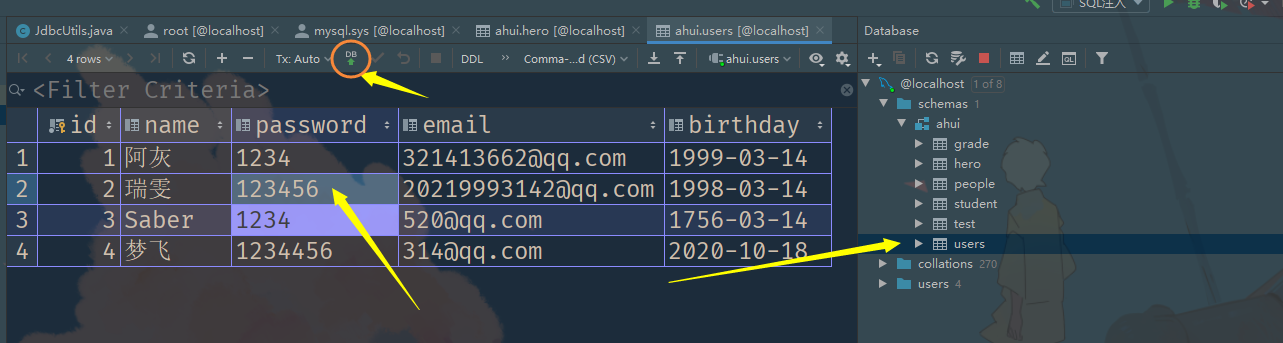 SQL注入
JdbcUtils.java root [@localhost] mysql.sys [@localhost] ahui.hero [@localhost] ahui.users [@localhost]
Database
4 rows Tx: Auto DB DDL Comma-...d (CSV) ahui.users
QL
<Filter Criteria>
@localhost 1 of 8
schemas 1
ahui
grade
hero
people
student
test
users
collations 270
users 4
id name password email birthday
1 1 阿灰 1234 321413662@qq.com 1999-03-14
2 2 瑞雯 123456 20219993142@qq.com 1998-03-14
3 3 Saber 1234 520@qq.com 1756-03-14
4 4 梦飞 1234456 314@qq.com 2020-10-18